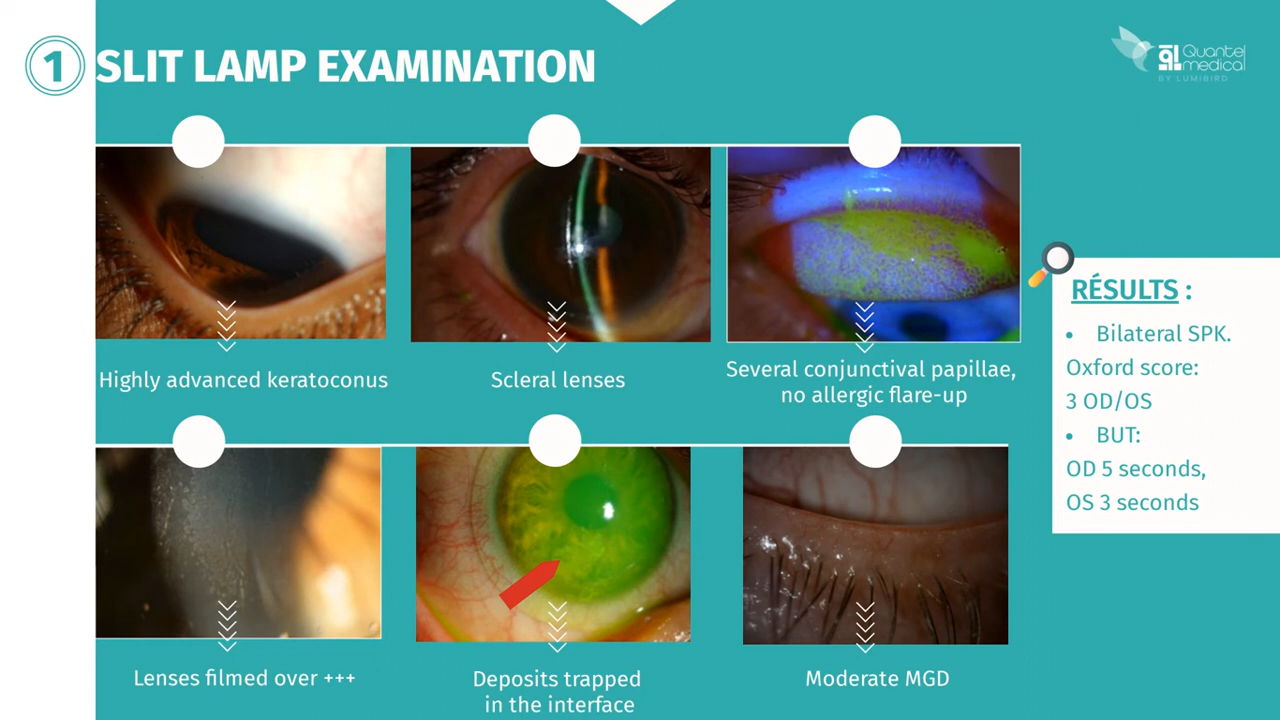 1
SLIT LAMP EXAMINATION
Quantel
medical
BY LUMIBIRD
Highly advanced keratoconus
Scleral lenses
Several conjunctival papillae,
no allergic flare-up
Lenses filmed over +++
Deposits trapped
in the interface
Moderate MGD
RÉSULTS :
• Bilateral SPK.
Oxford score:
3 OD/OS
• BUT:
OD 5 seconds,
OS 3 seconds